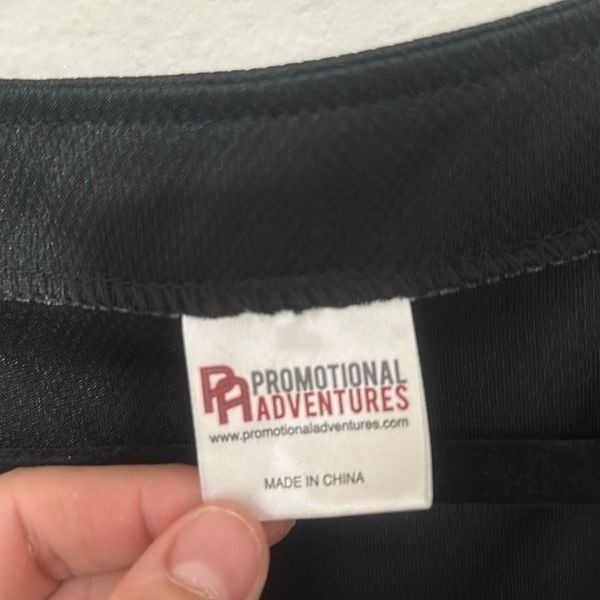 PA PROMOTIONAL
ADVENTURES
www.promotionaladventures.com
MADE IN CHINA